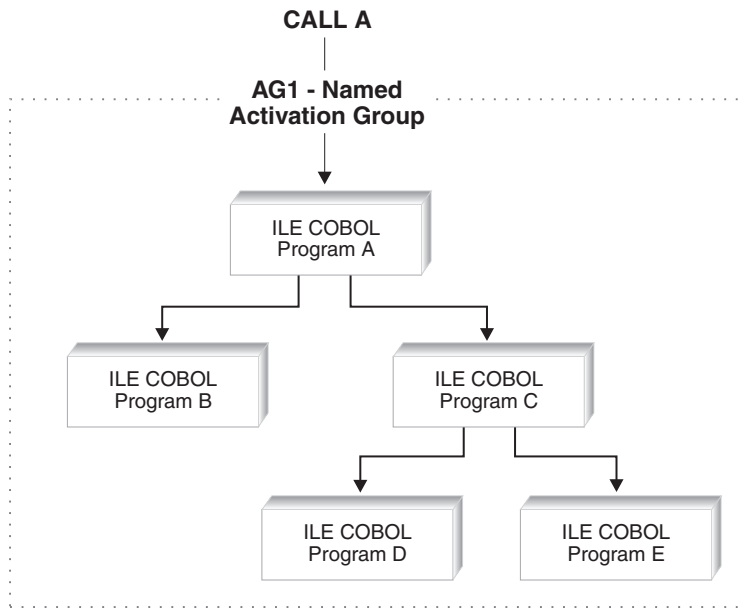 CALL A
AG1 - Named
Activation Group
ILE COBOL
Program A
ILE COBOL
Program B
ILE COBOL
Program C
ILE COBOL
Program D
ILE COBOL
Program E